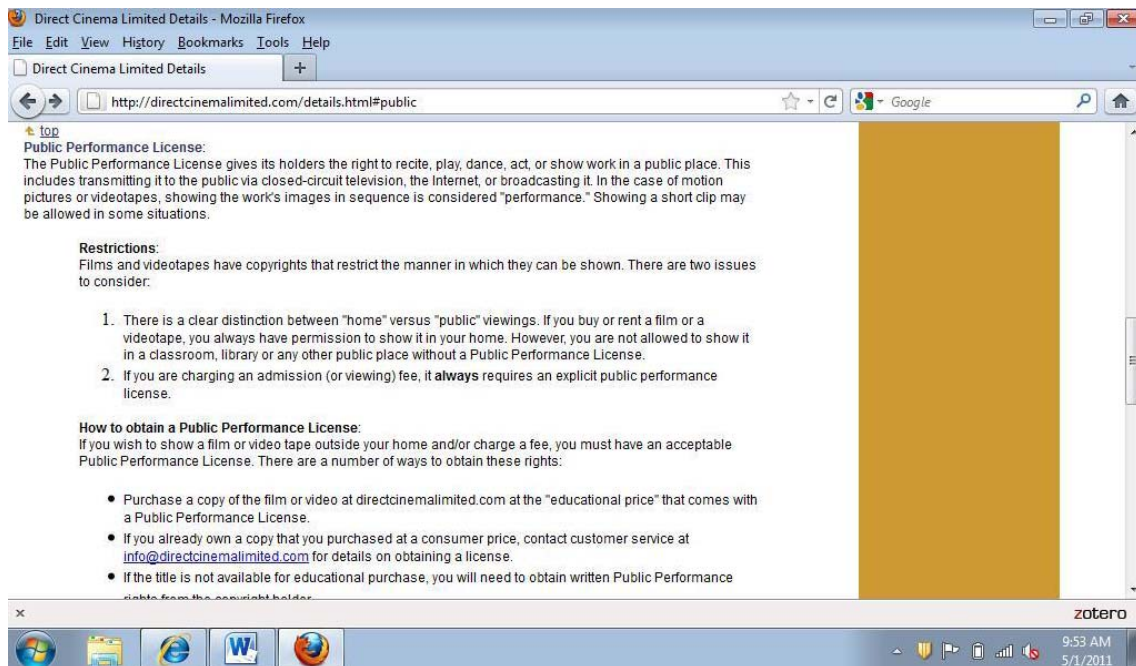 Direct Cinema Limited Details - Mozilla Firefox
File Edit View History Bookmarks Tools Help
Direct Cinema Limited Details
http://directcinemalimited.com/details.html#public
Google
top
Public Performance License:
The Public Performance License gives its holders the right to recite, play, dance, act, or show work in a public place. This
includes transmitting it to the public via closed-circuit television, the Internet, or broadcasting it. In the case of motion
pictures or videotapes, showing the work's images in sequence is considered "performance." Showing a short clip may
be allowed in some situations.
Restrictions:
Films and videotapes have copyrights that restrict the manner in which they can be shown. There are two issues
to consider:
1. There is a clear distinction between "home" versus "public" viewings. If you buy or rent a film or a
videotape, you always have permission to show it in your home. However, you are not allowed to show it
in a classroom, library or any other public place without a Public Performance License.
2. If you are charging an admission (or viewing) fee, it always requires an explicit public performance
license.
How to obtain a Public Performance License:
If you wish to show a film or video tape outside your home and/or charge a fee, you must have an acceptable
Public Performance License. There are a number of ways to obtain these rights:
• Purchase a copy of the film or video at directcinemalimited.com at the "educational price" that comes with
a Public Performance License.
• If you already own a copy that you purchased at a consumer price, contact customer service at
info@directcinemalimited.com for details on obtaining a license.
• If the title is not available for educational purchase, you will need to obtain written Public Performance
rights from the copyright holder
zotero
W
9:53 AM
5/1/2011